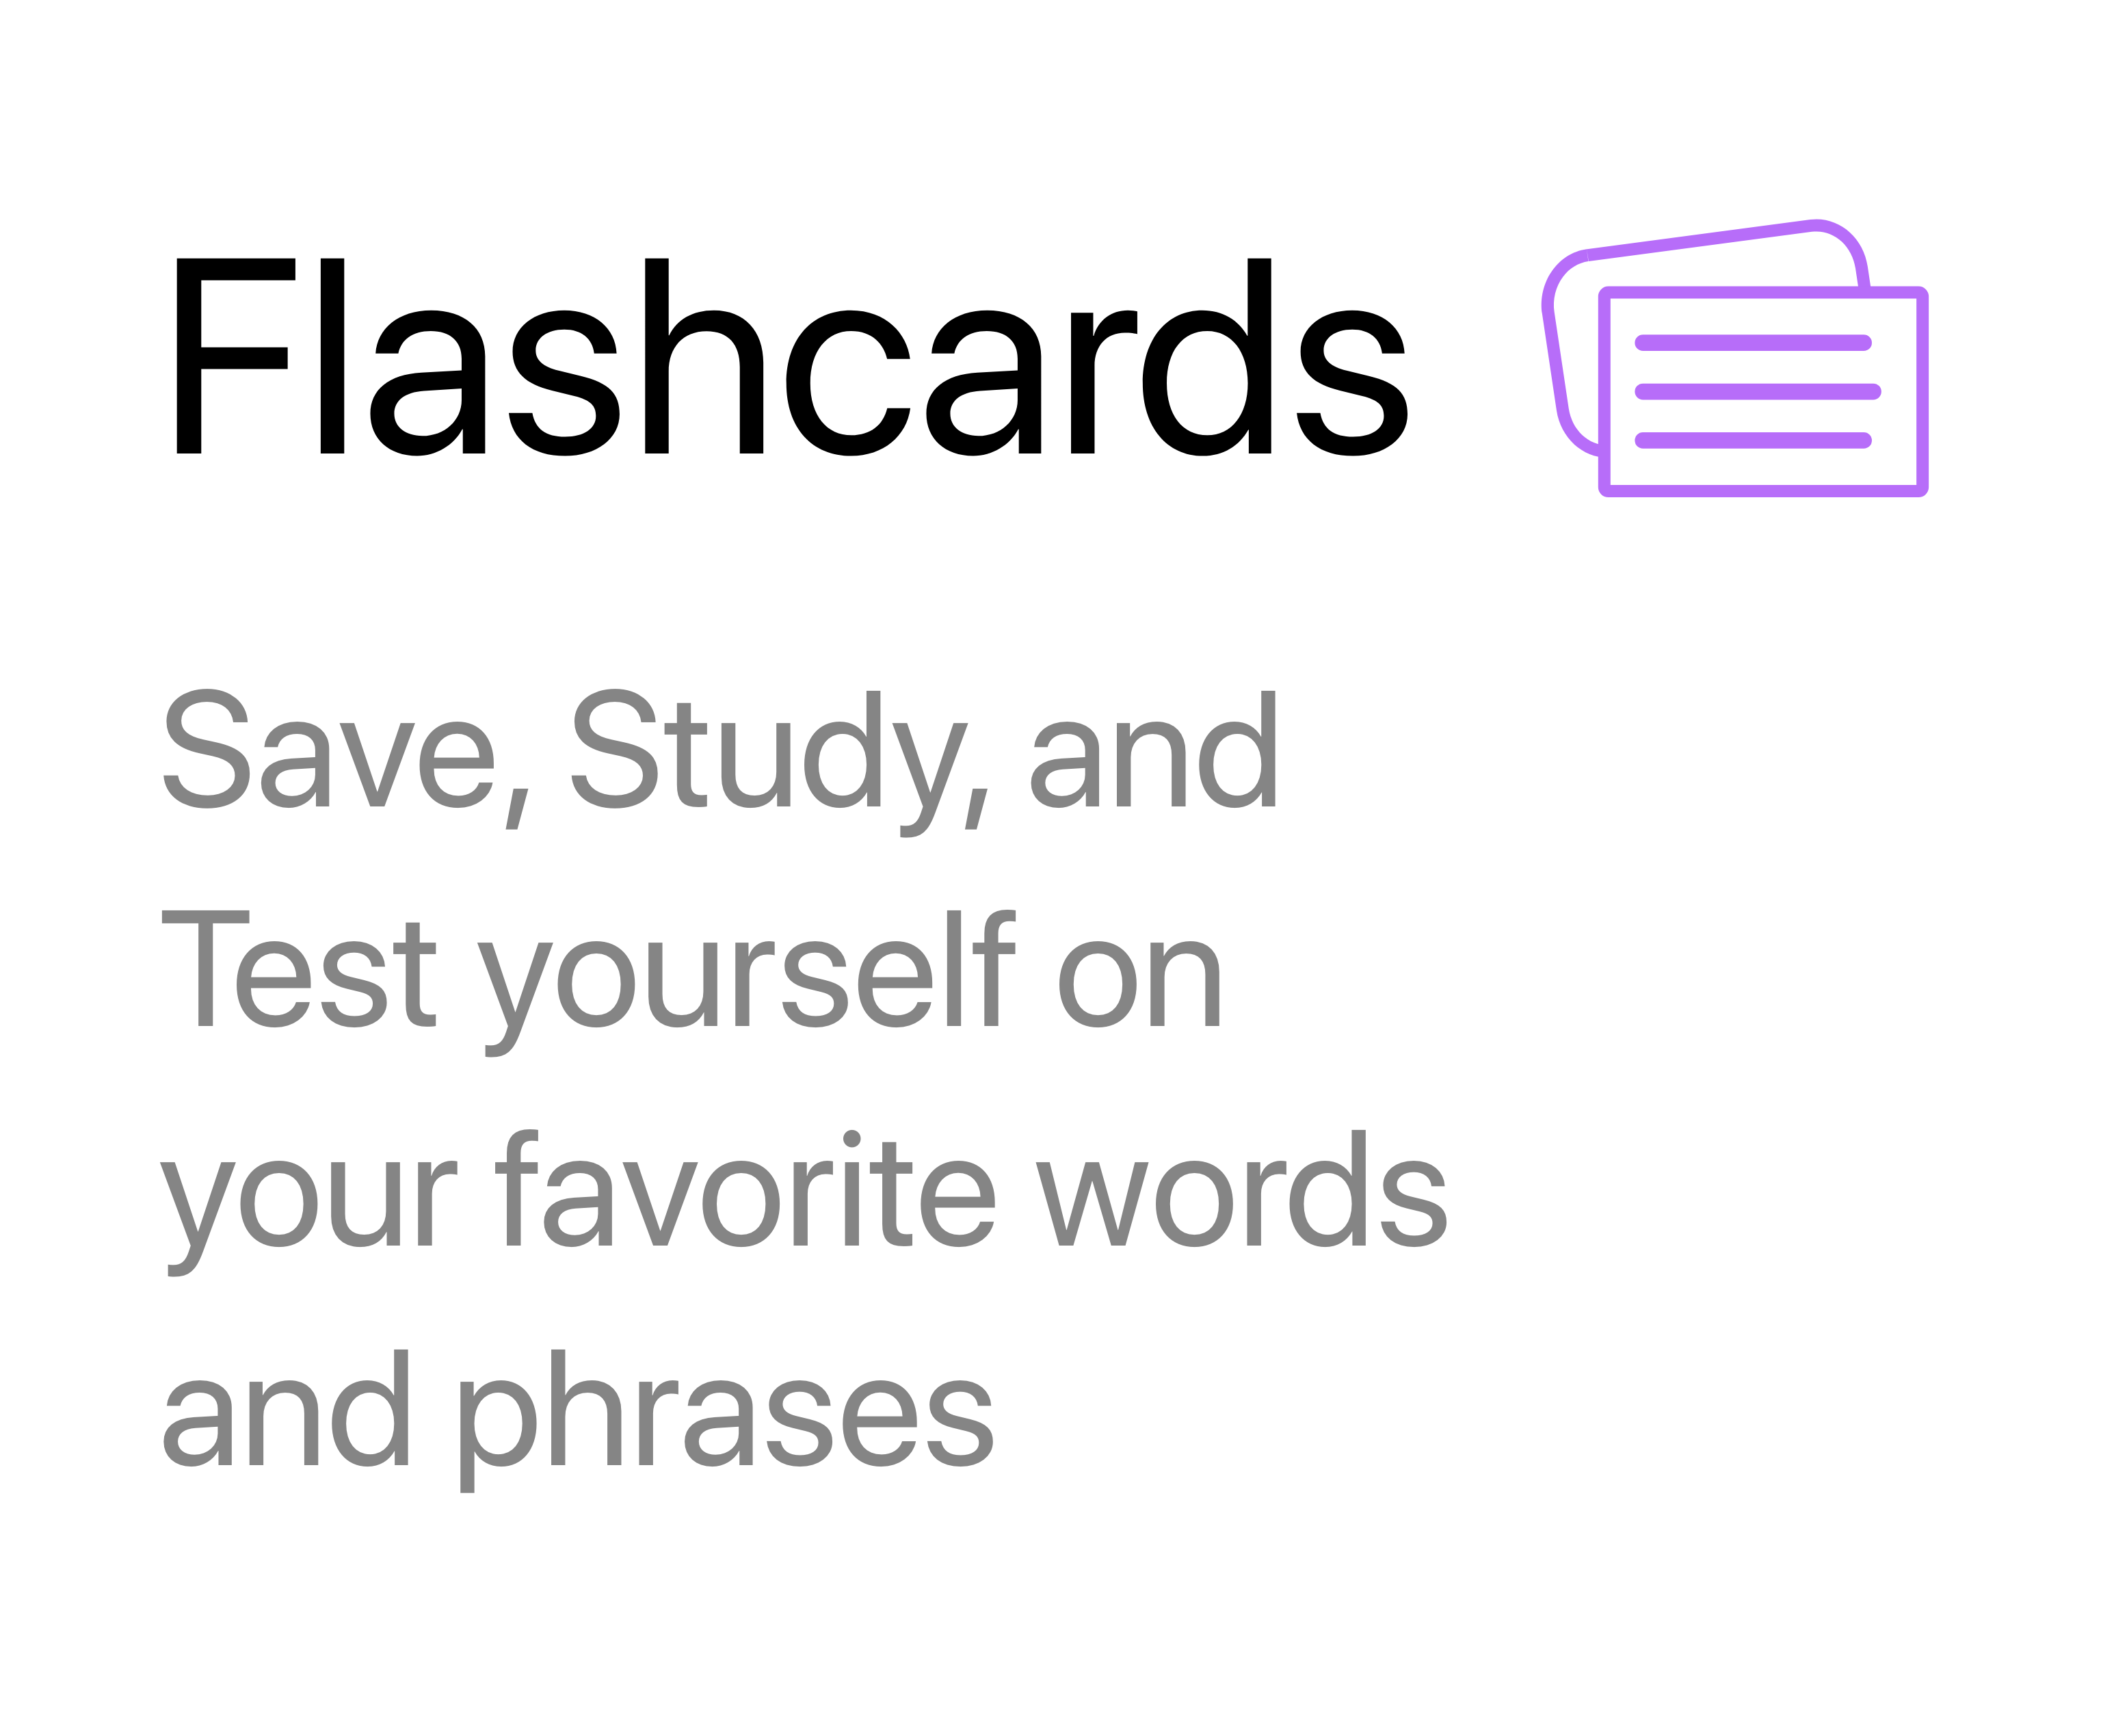 Flashcards
Save, Study, and
Test yourself on
your favorite words
and phrases